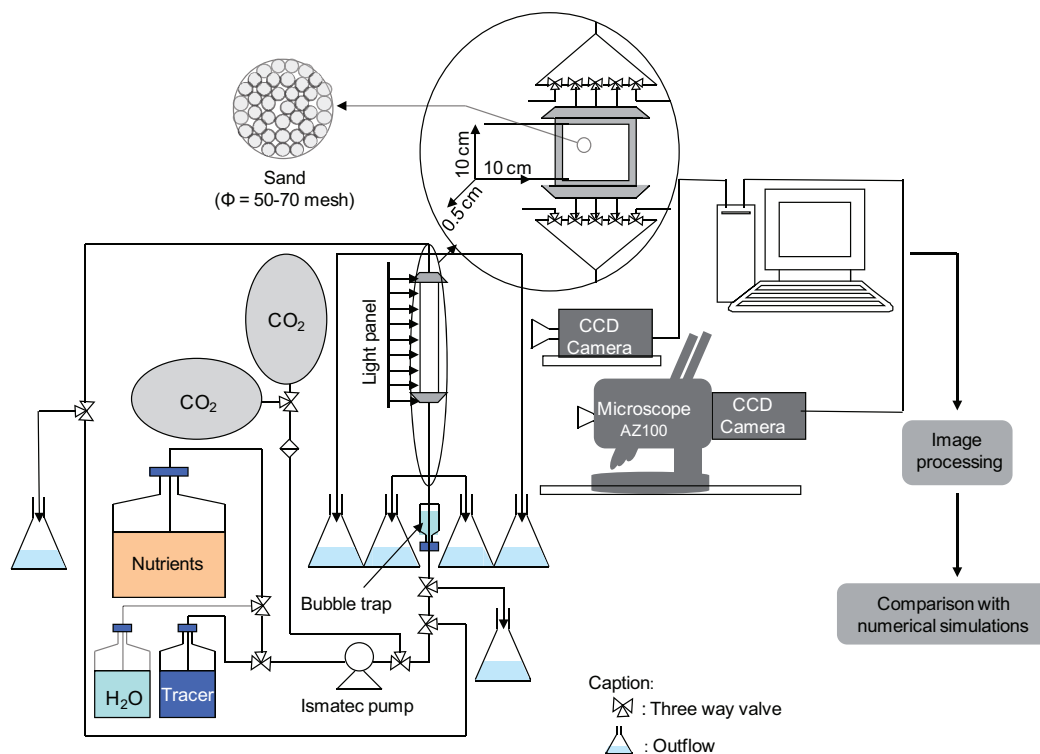 10 cm
10 cm
0.5 cm
Sand
(Φ = 50-70 mesh)
CO₂
CO₂
Light panel
CCD
Camera
Microscope
AZ100
CCD
Camera
Image
processing
Nutrients
Bubble trap
Comparison with
numerical simulations
H₂O
Tracer
Ismatec pump
Caption:
: Three way valve
: Outflow